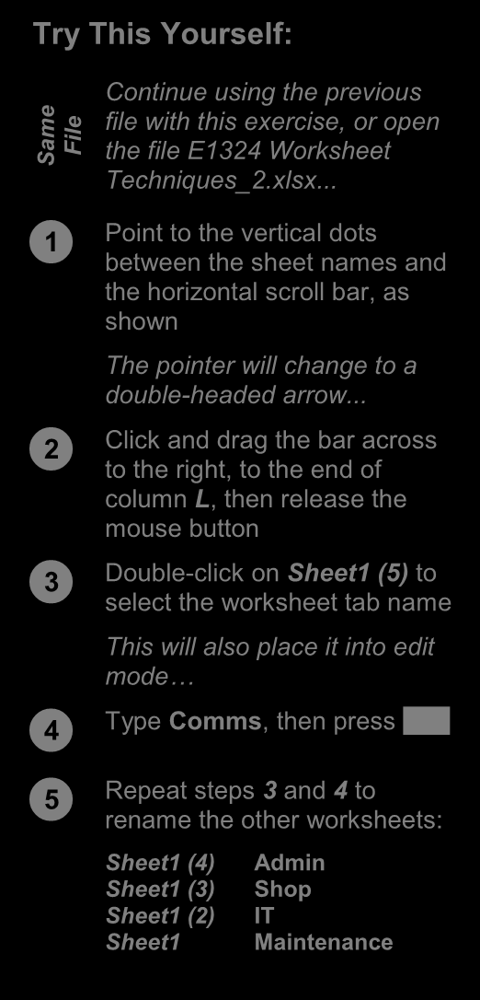 Try This Yourself:
Same
File
Continue using the previous
file with this exercise, or open
the file E1324 Worksheet
Techniques_2.xlsx...
1
Point to the vertical dots
between the sheet names and
the horizontal scroll bar, as
shown
The pointer will change to a
double-headed arrow...
2
Click and drag the bar across
to the right, to the end of
column L, then release the
mouse button
3
Double-click on Sheet1 (5) to
select the worksheet tab name
This will also place it into edit
mode…
4
Type Comms, then press
5
Repeat steps 3 and 4 to
rename the other worksheets:
Sheet1 (4) Admin
Sheet1 (3) Shop
Sheet1 (2) IT
Sheet1 Maintenance